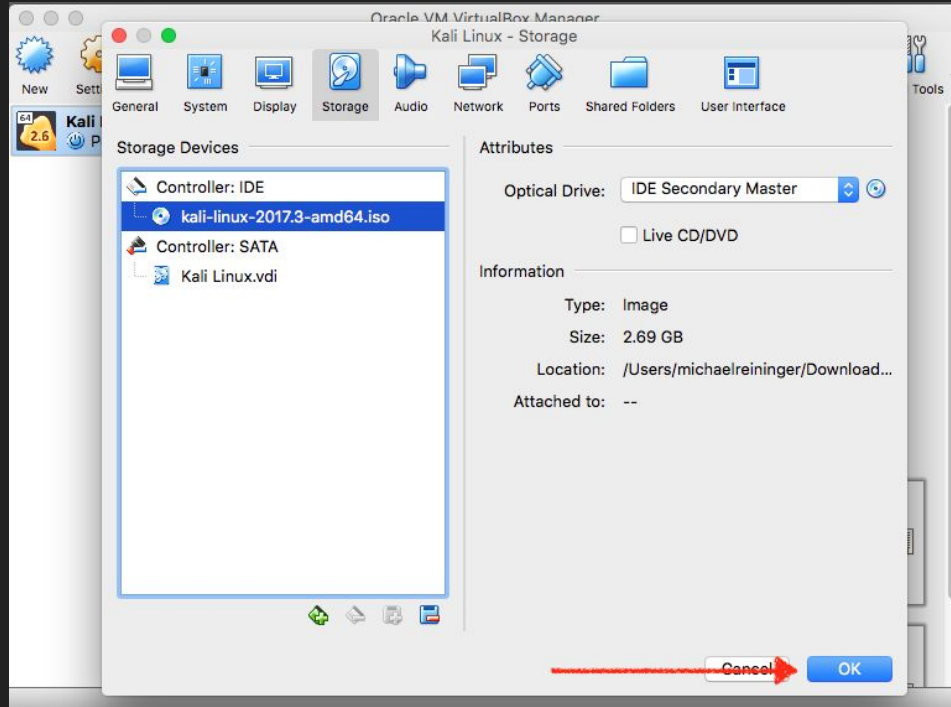 Oracle VM VirtualBox Manager
Kali Linux - Storage
New
Tools
General System Display Storage Audio Network Ports Shared Folders User Interface
64
2.6
Kali
Storage Devices
Attributes
Controller: IDE
kali-linux-2017.3-amd64.iso
Controller: SATA
Kali Linux.vdi
Optical Drive: IDE Secondary Master
Live CD/DVD
Information
Type: Image
Size: 2.69 GB
Location: /Users/michaelreininger/Download...
Attached to: --
Cancel OK